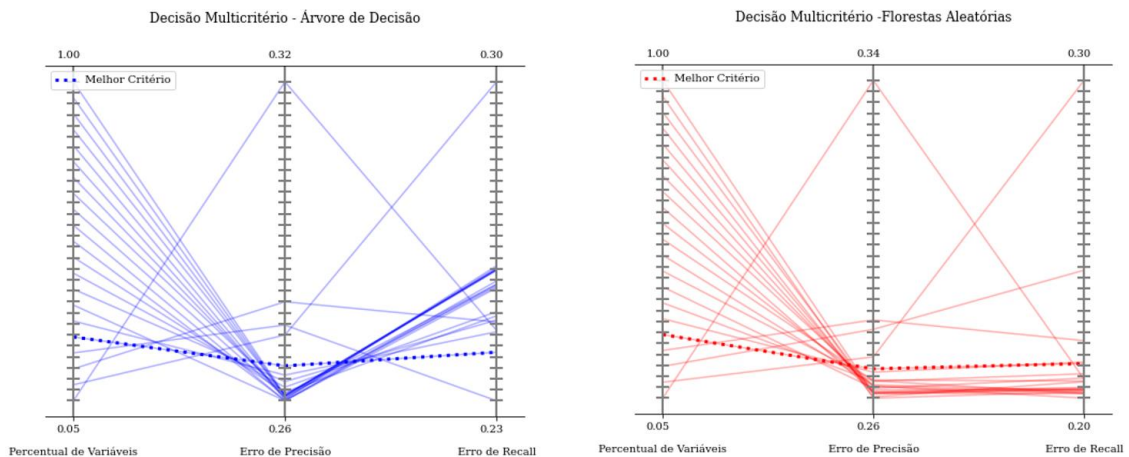 Decisão Multicritério - Árvore de Decisão
1.00 0.32 0.30
Melhor Critério
0.05 0.26 0.23
Percentual de Variáveis Erro de Precisão Erro de Recall
Decisão Multicritério -Florestas Aleatórias
1.00 0.34 0.30
Melhor Critério
0.05 0.26 0.20
Percentual de Variáveis Erro de Precisão Erro de Recall